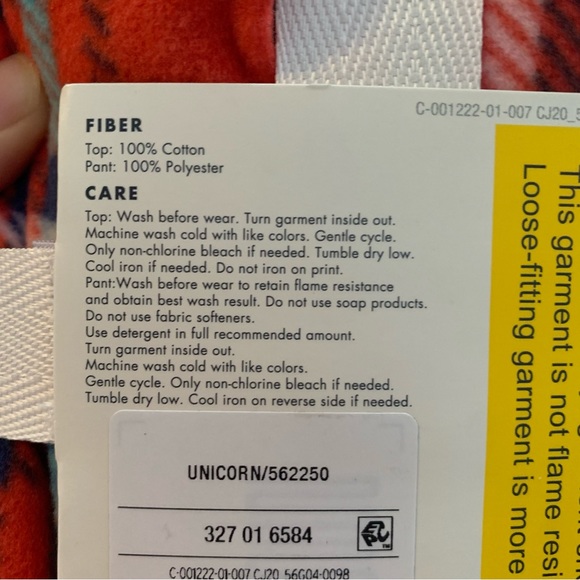 C-001222-01-007 CJ20_5
FIBER
Top: 100% Cotton
Pant: 100% Polyester
CARE
Top: Wash before wear. Turn garment inside out.
Machine wash cold with like colors. Gentle cycle.
Only non-chlorine bleach if needed. Tumble dry low.
Cool iron if needed. Do not iron on print.
Pant:Wash before wear to retain flame resistance
and obtain best wash result. Do not use soap products.
Do not use fabric softeners.
Use detergent in full recommended amount.
Turn garment inside out.
Machine wash cold with like colors.
Gentle cycle. Only non-chlorine bleach if needed.
Tumble dry low. Cool iron on reverse side if needed.
UNICORN/562250
327 01 6584
EPC
C-001222-01-007 CJ20_56G04-0098
This garment is not flame resi
Loose-fitting garment is more